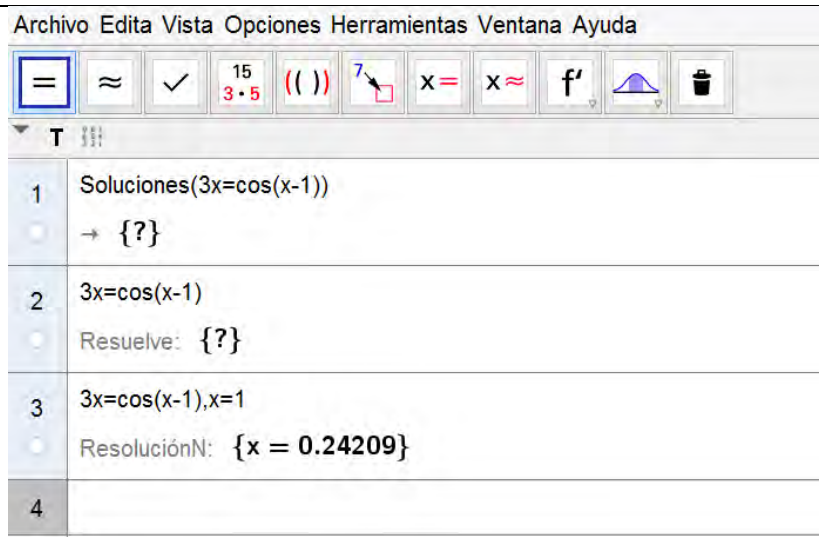 Archivo Edita Vista Opciones Herramientas Ventana Ayuda
= ≈ ✓ 15 3·5 (( )) 7 x= x≈ f'
T
1 Soluciones(3x=cos(x-1))
→ {?}
2 3x=cos(x-1)
Resuelve: {?}
3 3x=cos(x-1),x=1
ResoluciónN: {x = 0.24209}
4